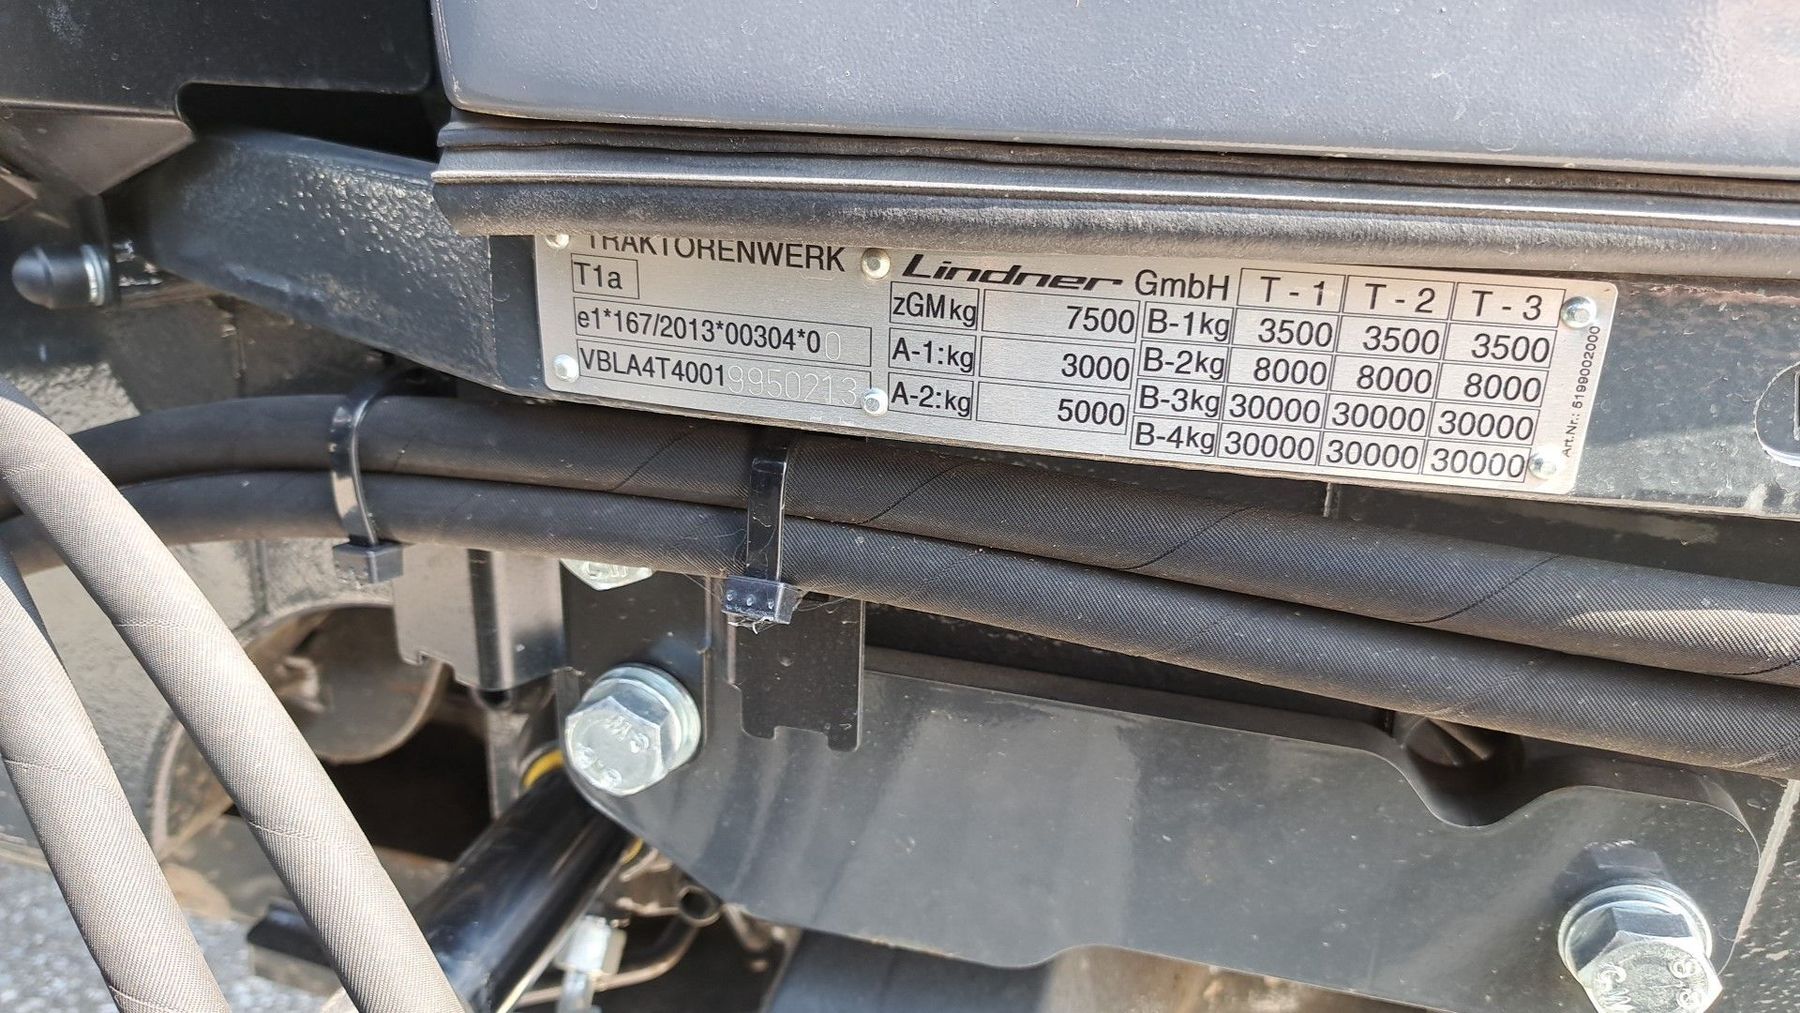 TRAKTORENWERK Lindner GmbH
T1a
e1*167/2013*00304*00
VBLA4T40019950213
zGM kg 7500
A-1:kg 3000
A-2:kg 5000
T-1 T-2 T-3
B-1kg 3500 3500 3500
B-2kg 8000 8000 8000
B-3kg 30000 30000 30000
B-4kg 30000 30000 30000
Art.Nr.: 5199002000